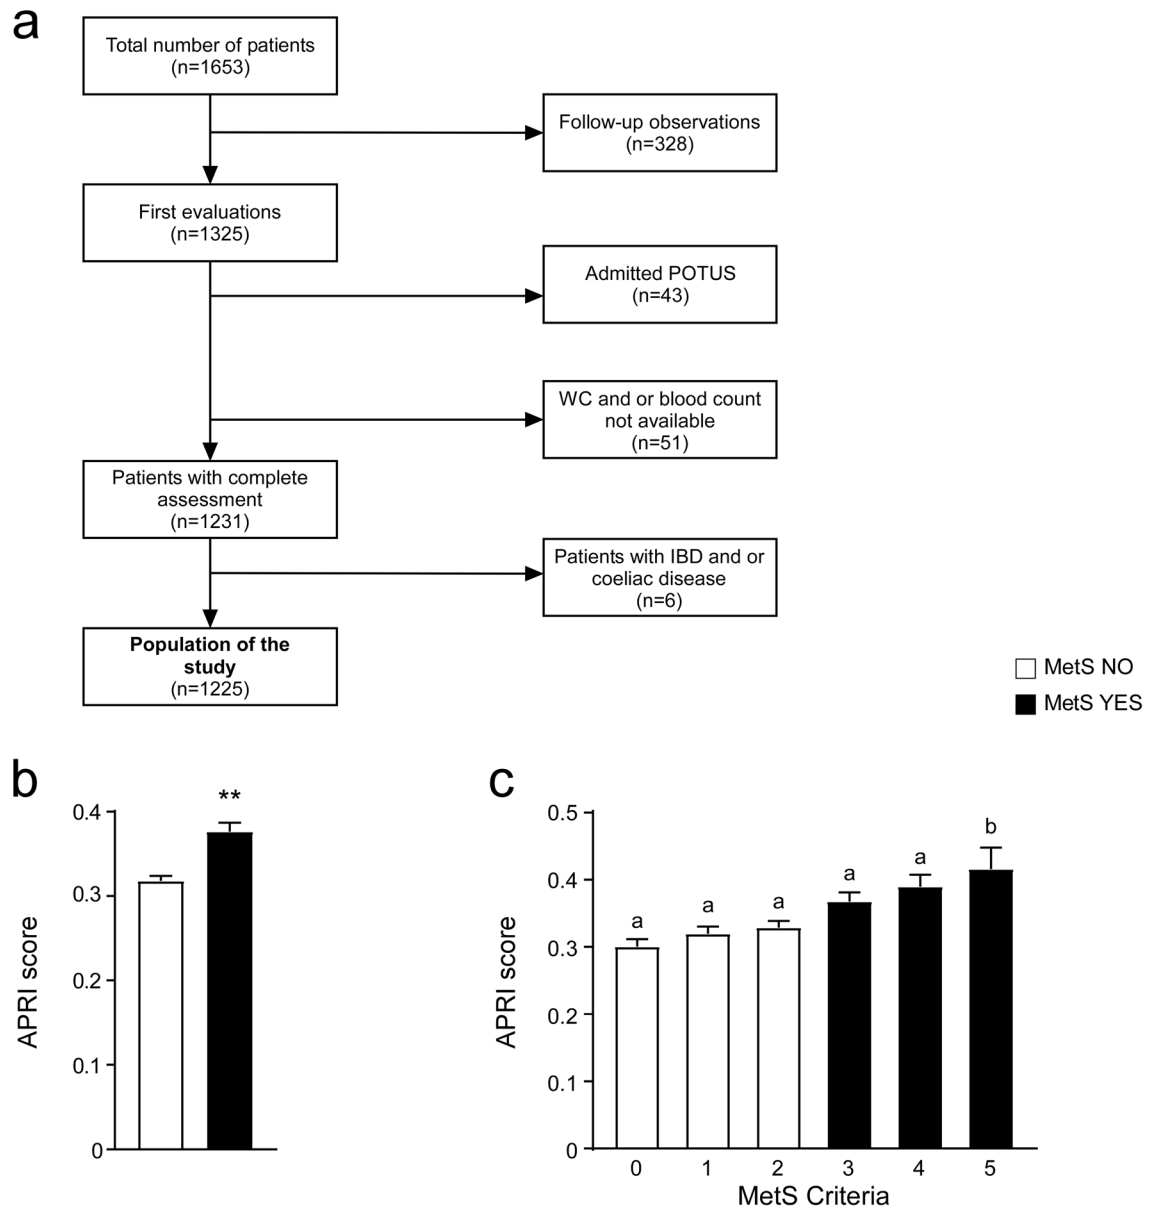 a
Total number of patients
(n=1653)
Follow-up observations
(n=328)
First evaluations
(n=1325)
Admitted POTUS
(n=43)
WC and or blood count
not available
(n=51)
Patients with complete
assessment
(n=1231)
Patients with IBD and or
coeliac disease
(n=6)
Population of the
study
(n=1225)
MetS NO
MetS YES
b
APRI score
0.4
0.3
0.2
0.1
0
**
c
APRI score
0.5
0.4
0.3
0.2
0.1
0
a
a
a
a
a
b
0 1 2 3 4 5
MetS Criteria